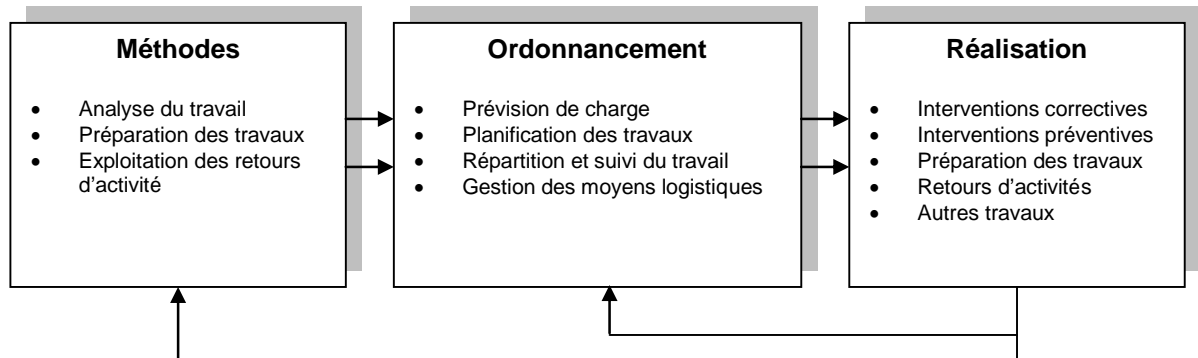 Méthodes
• Analyse du travail
• Préparation des travaux
• Exploitation des retours
d’activité
Ordonnancement
• Prévision de charge
• Planification des travaux
• Répartition et suivi du travail
• Gestion des moyens logistiques
Réalisation
• Interventions correctives
• Interventions préventives
• Préparation des travaux
• Retours d’activités
• Autres travaux